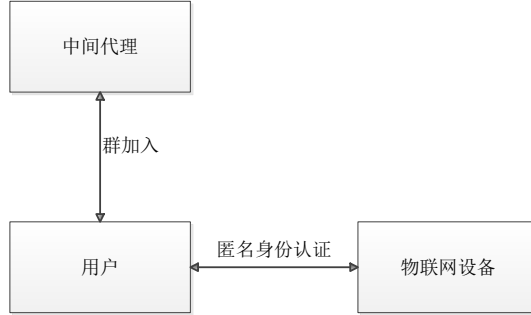 中间代理
群加入
匿名身份认证
用户
物联网设备